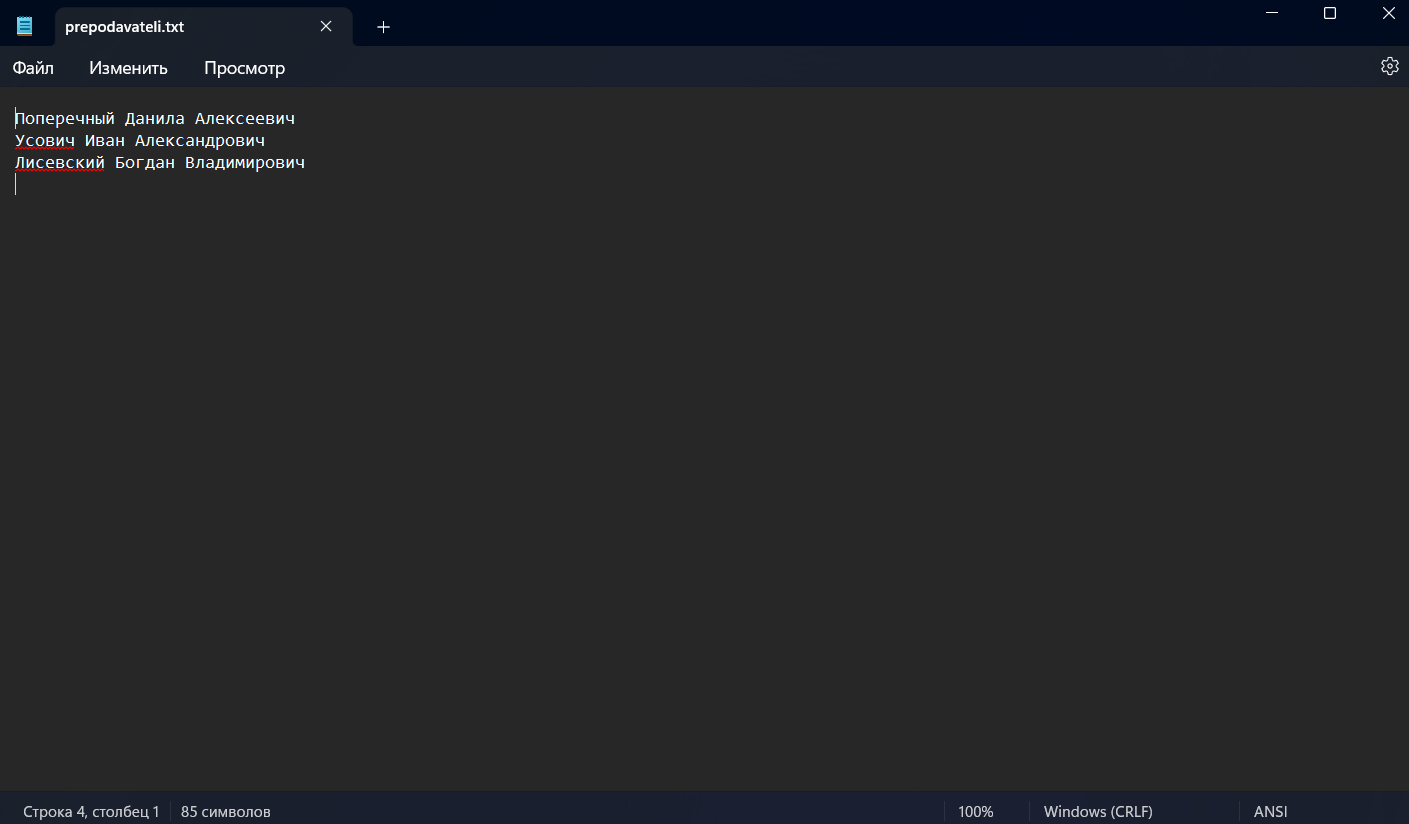 prepodavateli.txt
Файл Изменить Просмотр
Поперечный Данила Алексеевич
Усович Иван Александрович
Лисевский Богдан Владимирович
Строка 4, столбец 1 85 символов 100% Windows (CRLF) ANSI